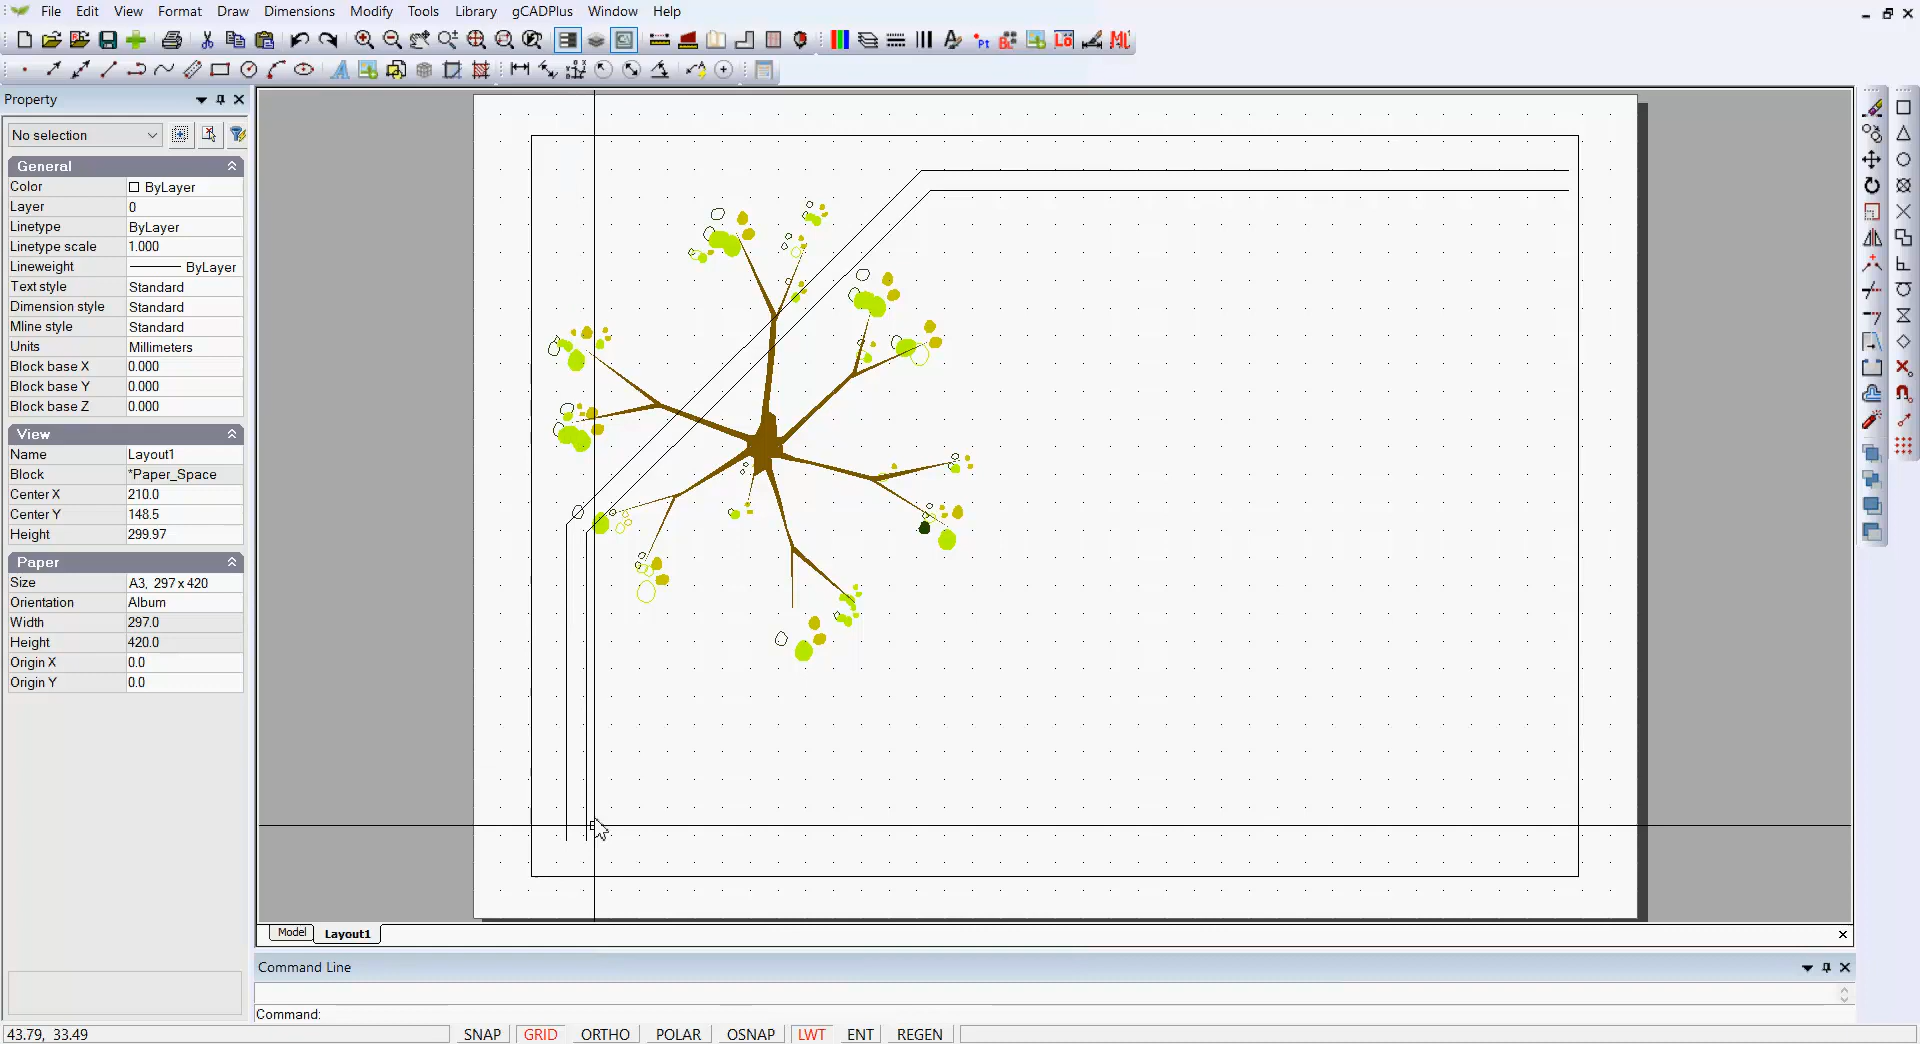 File Edit View Format Draw Dimensions Modify Tools Library gCADPlus Window Help
Pt
Lö
ML
Property
No selection
General
Color ByLayer
Layer 0
Linetype ByLayer
Linetype scale 1.000
Lineweight ByLayer
Text style Standard
Dimension style Standard
Mline style Standard
Units Millimeters
Block base X 0.000
Block base Y 0.000
Block base Z 0.000
View
Name Layout1
Block *Paper_Space
Center X 210.0
Center Y 148.5
Height 299.97
Paper
Size A3, 297 x 420
Orientation Album
Width 297.0
Height 420.0
Origin X 0.0
Origin Y 0.0
Model Layout1
Command Line
Command:
43.79, 33.49 SNAP GRID ORTHO POLAR OSNAP LWT ENT REGEN